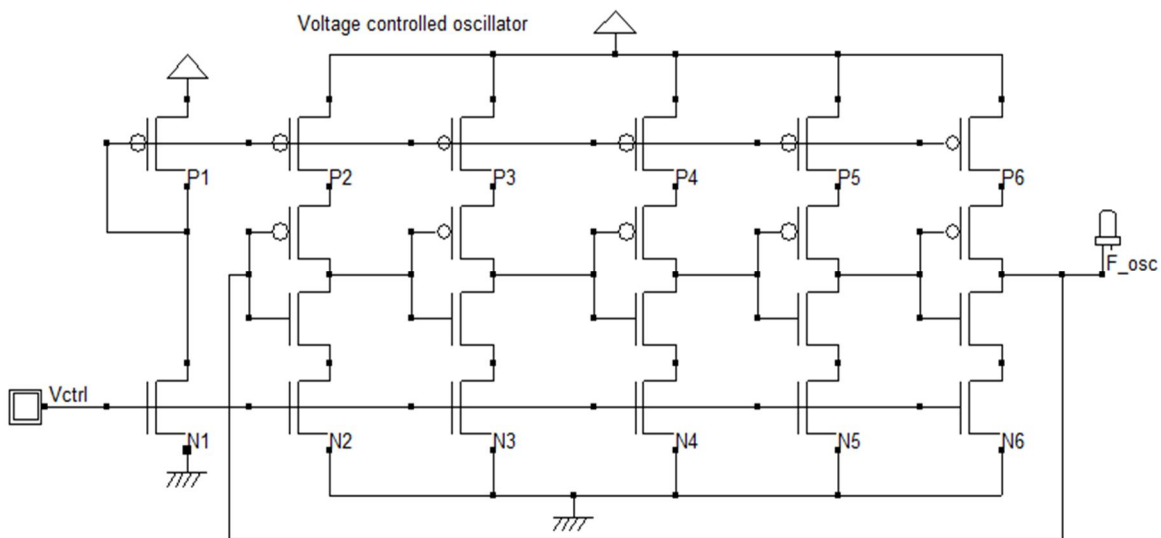 Voltage controlled oscillator
P1 P2 P3 P4 P5 P6
F_osc
Vctrl
N1 N2 N3 N4 N5 N6